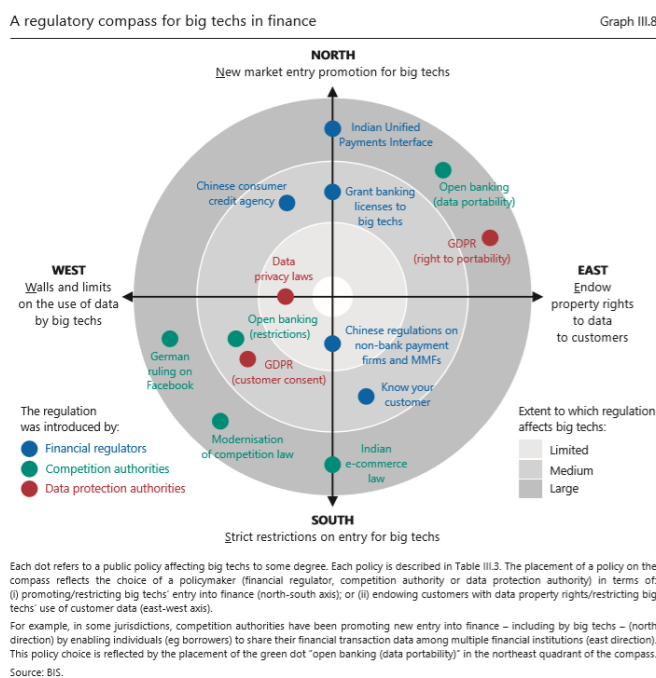 A regulatory compass for big techs in finance
Graph III.8
NORTH
New market entry promotion for big techs
Indian Unified
Payments Interface
Chinese consumer
credit agency
Grant banking
licenses to
big techs
Open banking
(data portability)
GDPR
(right to portability)
Data
privacy laws
WEST
Walls and limits
on the use of data
by big techs
EAST
Endow
property rights
to data
to customers
Open banking
(restrictions)
Chinese regulations on
non-bank payment
firms and MMFs
German
ruling on
Facebook
GDPR
(customer consent)
Know your
customer
Modernisation
of competition law
Indian
e-commerce
law
The regulation
was introduced by:
Financial regulators
Competition authorities
Data protection authorities
Extent to which regulation
affects big techs:
Limited
Medium
Large
SOUTH
Strict restrictions on entry for big techs
Each dot refers to a public policy affecting big techs to some degree. Each policy is described in Table III.3. The placement of a policy on the
compass reflects the choice of a policymaker (financial regulator, competition authority or data protection authority) in terms of:
(i) promoting/restricting big techs' entry into finance (north-south axis); or (ii) endowing customers with data property rights/restricting big
techs' use of customer data (east-west axis).
For example, in some jurisdictions, competition authorities have been promoting new entry into finance – including by big techs – (north
direction) by enabling individuals (eg borrowers) to share their financial transaction data among multiple financial institutions (east direction).
This policy choice is reflected by the placement of the green dot "open banking (data portability)" in the northeast quadrant of the compass.
Source: BIS.